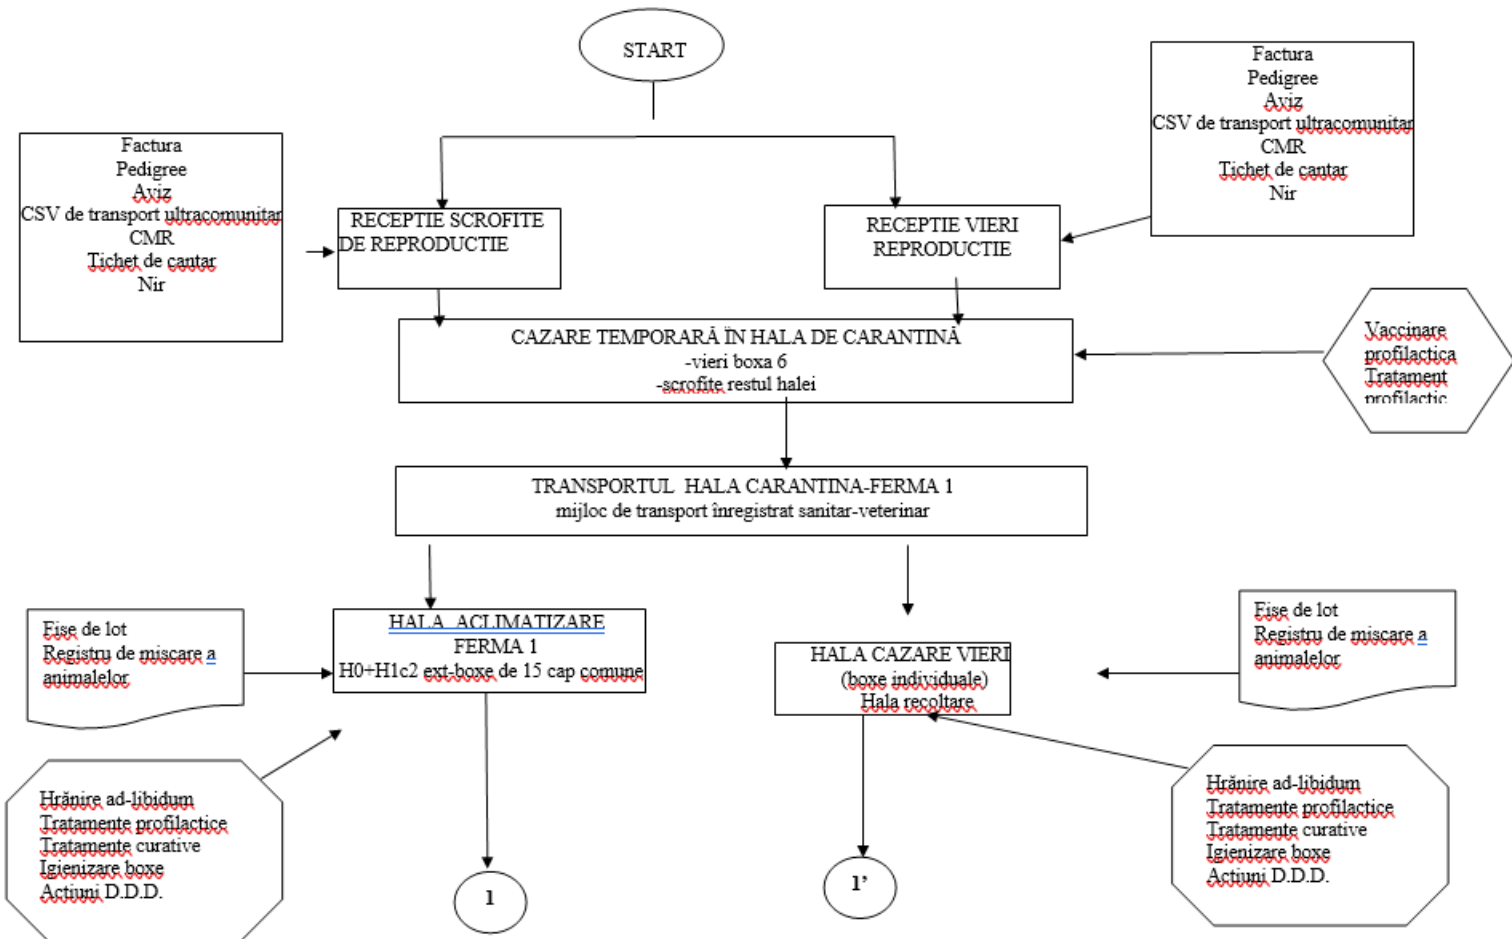 START
Factura
Pedigree
Aviz
CSV de transport ultracomunitar
CMR
Tichet de cantar
Nir
Factura
Pedigree
Aviz
CSV de transport ultracomunitar
CMR
Tichet de cantar
Nir
RECEPTIE SCROFITE
DE REPRODUCTIE
RECEPTIE VIERI
REPRODUCTIE
CAZARE TEMPORARĂ ÎN HALA DE CARANTINĂ
-vieri boxa 6
-scrofite restul halei
Vaccinare
profilactica
Tratament
profilactic
TRANSPORTUL HALA CARANTINA-FERMA 1
mijloc de transport înregistrat sanitar-veterinar
Fise de lot
Registru de miscare a
animalelor
HALA ACLIMATIZARE
FERMA 1
H0+H1c2 ext-boxe de 15 cap comune
HALA CAZARE VIERI
(boxe individuale)
Hala recoltare
Fise de lot
Registru de miscare a
animalelor
Hrănire ad-libidum
Tratamente profilactice
Tratamente curative
Igienizare boxe
Actiuni D.D.D.
1
1’
Hrănire ad-libidum
Tratamente profilactice
Tratamente curative
Igienizare boxe
Actiuni D.D.D.